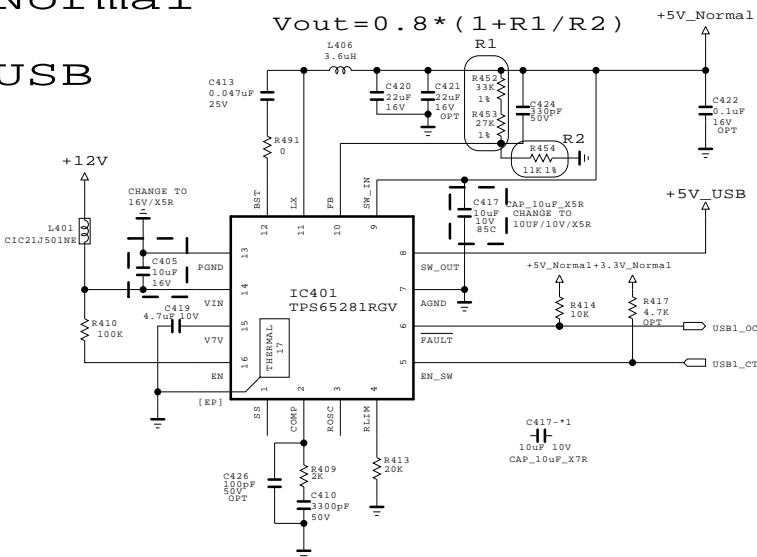 Normal
USB
Vout=0.8*(1+R1/R2)
+5V_Normal
R1
L406
3.6uH
C413
0.047uF
25V
C420
22uF
16V
C421
22uF
16V
OPT
R452
33K
1%
R453
27K
1%
C424
330pF
50V
C422
0.1uF
16V
OPT
R2
R454
11K 1%
R491
0
+12V
CHANGE TO
16V/X5R
L401
CIC21J501NE
BST
LX
FB
SW_IN
12
11
10
9
C417
10uF
10V
85C
CAP_10uF_X5R
CHANGE TO
10UF/10V/X5R
+5V_USB
C405
10uF
16V
13
PGND
14
VIN
15
V7V
16
EN
[EP]
C419
4.7uF 10V
R410
100K
IC401
TPS65281RGV
THERMAL
17
8
SW_OUT
7
AGND
6
FAULT
5
EN_SW
+5V_Normal
+3.3V_Normal
R414
10K
R417
4.7K
OPT
USB1_OC
USB1_CT
1
2
3
4
SS
COMP
ROSC
RLIM
C426
100pF
50V
OPT
R409
2K
C410
3300pF
50V
R413
20K
C417-*1
10uF 10V
CAP_10uF_X7R